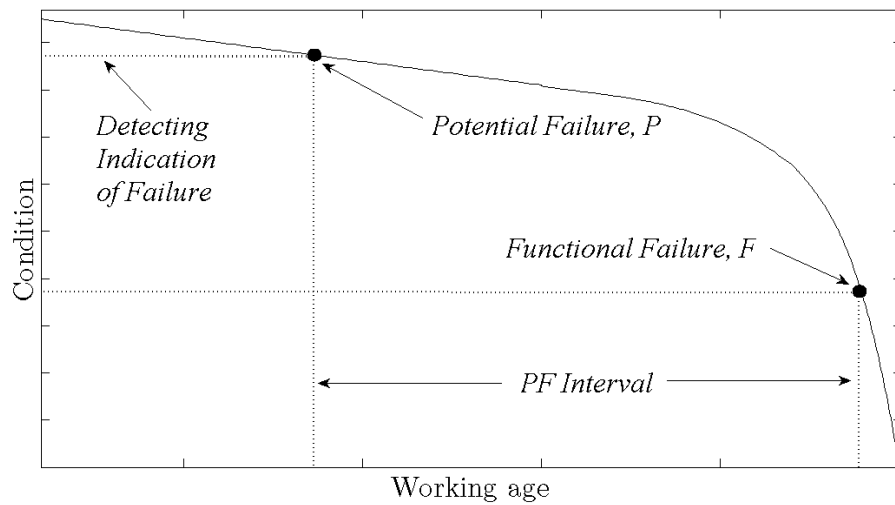 Detecting
Indication
of Failure
Potential Failure, P
Functional Failure, F
PF Interval
Condition
Working age